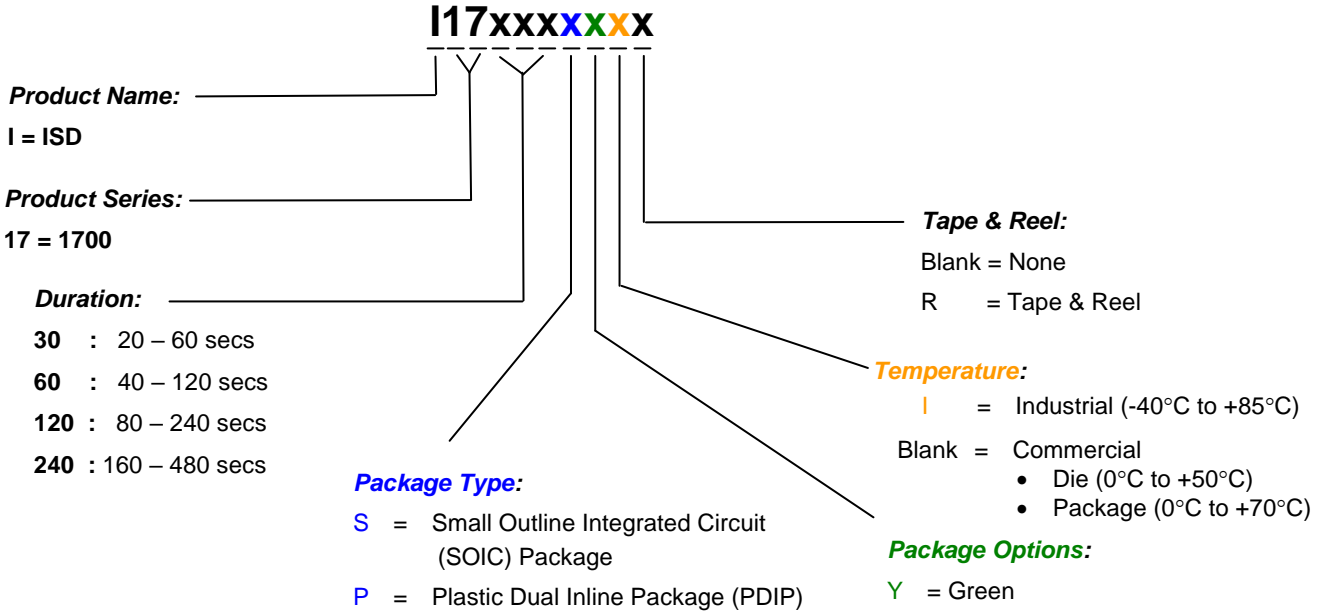 I17xxxxxxx
Product Name:
I = ISD
Product Series:
17 = 1700
Duration:
30 : 20 – 60 secs
60 : 40 – 120 secs
120 : 80 – 240 secs
240 : 160 – 480 secs
Package Type:
S = Small Outline Integrated Circuit
(SOIC) Package
P = Plastic Dual Inline Package (PDIP)
Tape & Reel:
Blank = None
R = Tape & Reel
Temperature:
I = Industrial (-40°C to +85°C)
Blank = Commercial
• Die (0°C to +50°C)
• Package (0°C to +70°C)
Package Options:
Y = Green